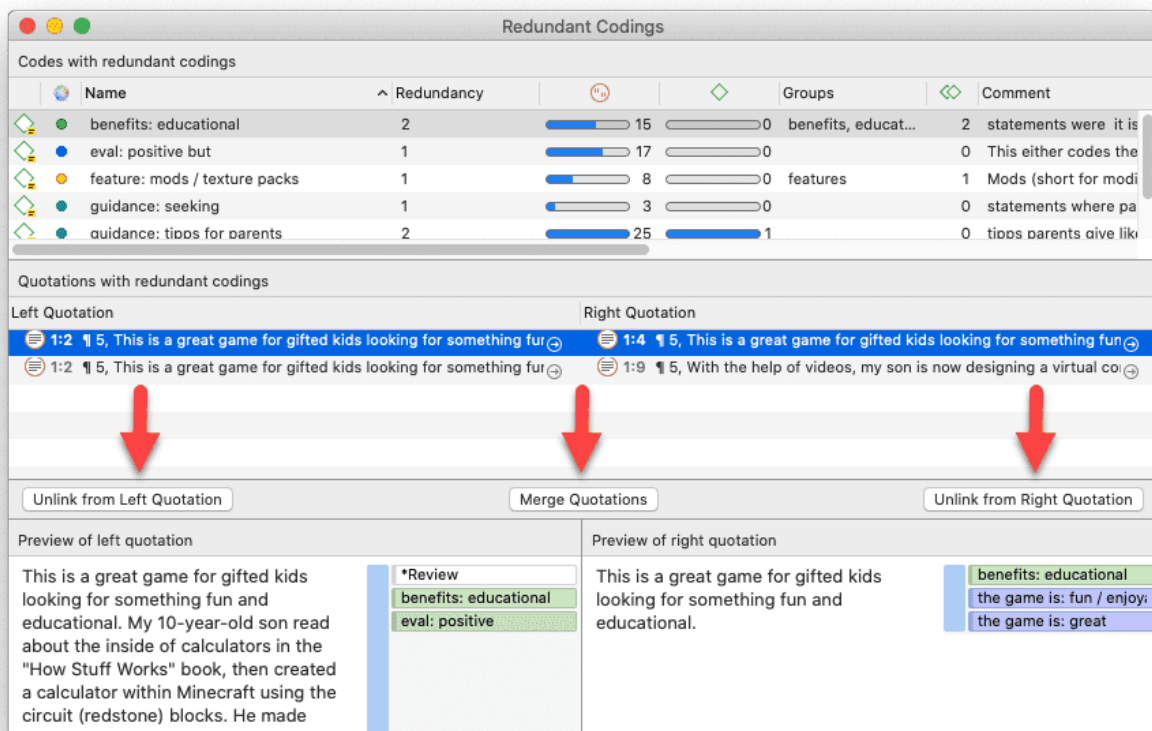 Redundant Codings
Codes with redundant codings
Name Redundancy Groups Comment
benefits: educational 2 15 0 benefits, educat... 2 statements were it is
eval: positive but 1 17 0 0 This either codes the
feature: mods / texture packs 1 8 0 features 1 Mods (short for modi
guidance: seeking 1 3 0 0 statements where pa
guidance: tipps for parents 2 25 1 0 tipps parents give like
Quotations with redundant codings
Left Quotation Right Quotation
1:2 ¶ 5, This is a great game for gifted kids looking for something fur 1:4 ¶ 5, This is a great game for gifted kids looking for something fun
1:2 ¶ 5, This is a great game for gifted kids looking for something fur 1:9 ¶ 5, With the help of videos, my son is now designing a virtual co
Unlink from Left Quotation Merge Quotations Unlink from Right Quotation
Preview of left quotation
This is a great game for gifted kids
looking for something fun and
educational. My 10-year-old son read
about the inside of calculators in the
"How Stuff Works" book, then created
a calculator within Minecraft using the
circuit (redstone) blocks. He made
*Review
benefits: educational
eval: positive
Preview of right quotation
This is a great game for gifted kids
looking for something fun and
educational.
benefits: educational
the game is: fun / enjoya
the game is: great